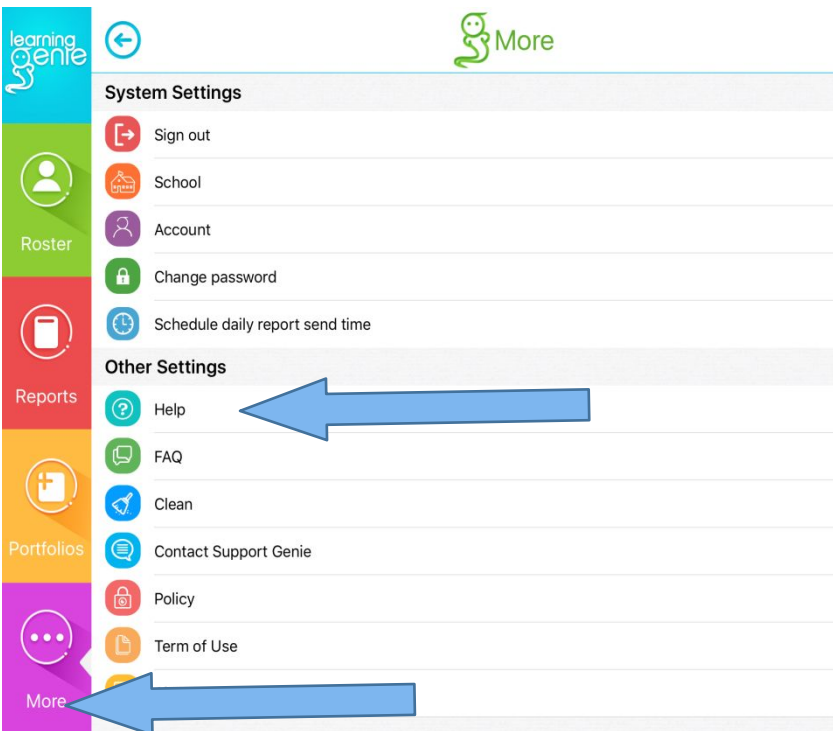 learning
genie
More
System Settings
Sign out
School
Account
Change password
Schedule daily report send time
Other Settings
Help
FAQ
Clean
Contact Support Genie
Policy
Term of Use
Roster
Reports
Portfolios
More